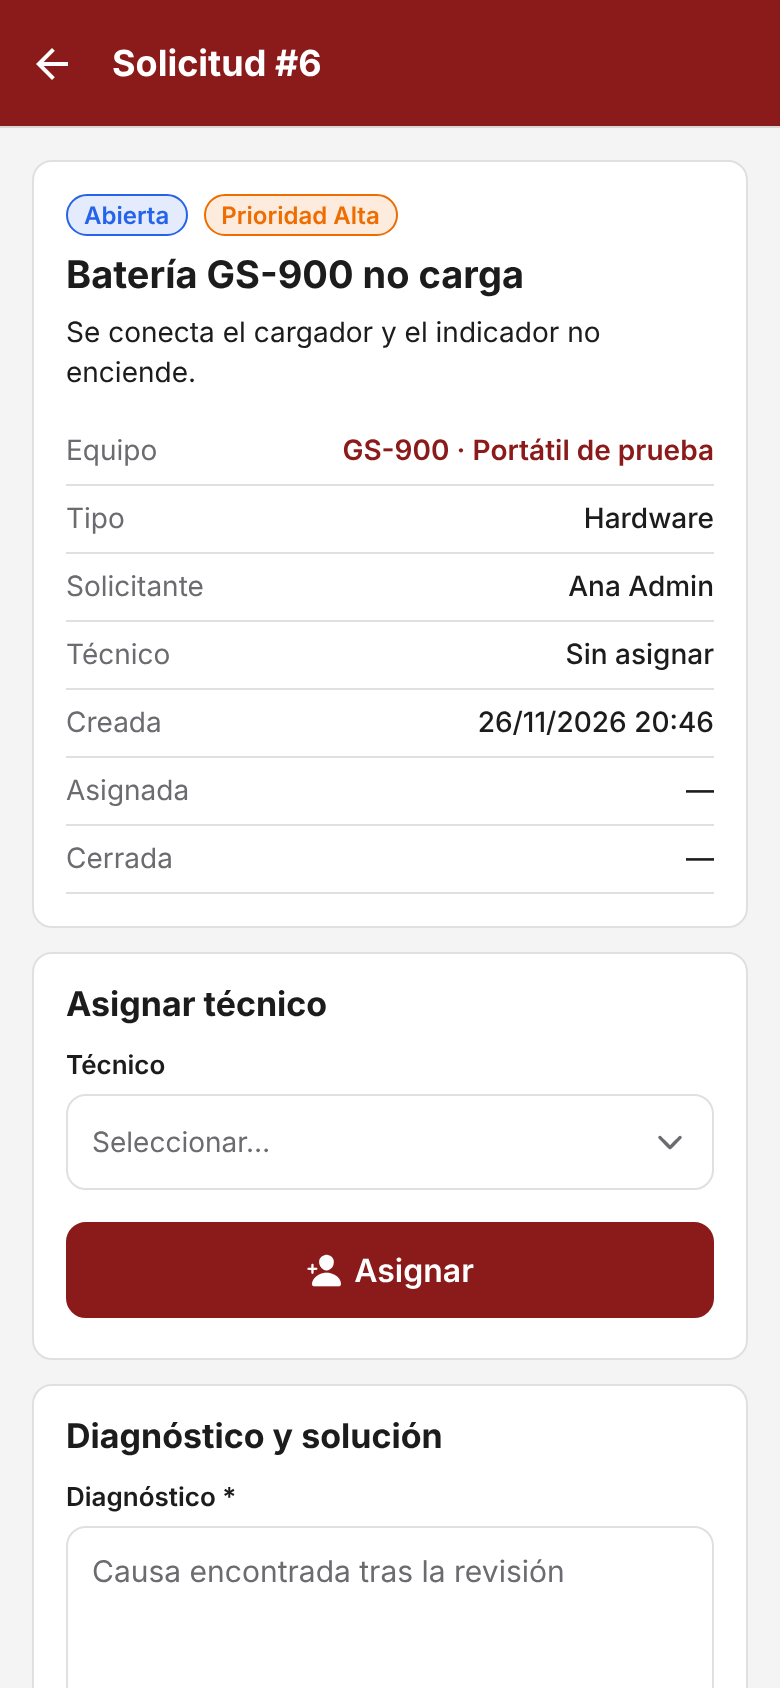 Solicitud #6
Abierta
Prioridad Alta
Batería GS-900 no carga
Se conecta el cargador y el indicador no
enciende.
Equipo
GS-900 · Portátil de prueba
Tipo
Hardware
Solicitante
Ana Admin
Técnico
Sin asignar
Creada
26/11/2026 20:46
Asignada
—
Cerrada
—
Asignar técnico
Técnico
Seleccionar...
Asignar
Diagnóstico y solución
Diagnóstico *
Causa encontrada tras la revisión